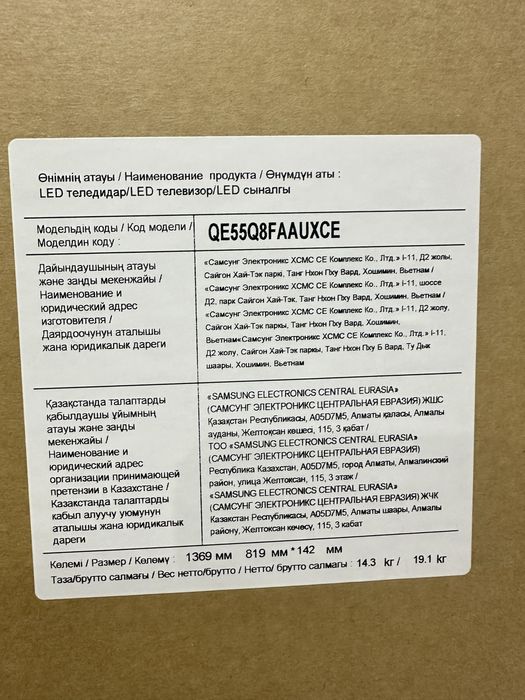 Өнімнің атауы / Наименование продукта / Өнүмдүн аты :
LED теледидар/LED телевизор/LED сыналгы
Модельдің коды / Код модели /
Моделдин коду :
QE55Q8FAAUXCE
Дайындаушының атауы
және заңды мекенжайы /
Наименование и
юридический адрес
изготовителя /
Даярдоочунун аталышы
жана юридикалык дареги
«Самсунг Электроникс ХСМС СЕ Комплекс Ко., Лтд.» I-11, Д2 жолы,
Сайгон Хай-Тэк паркі, Танг Нхон Пху Вард, Хошимин, Вьетнам /
«Самсунг Электроникс ХСМС СЕ Комплекс Ко., Лтд.» I-11, шоссе
Д2, парк Сайгон Хай-Тэк, Танг Нхон Пху Вард, Хошимин, Вьетнам /
«Самсунг Электроникс ХСМС СЕ Комплекс Ко., Лтд.» I-11, Д2 жолу,
Сайгон Хай-Тэк паркы, Танг Нхон Пху Вард, Хошимин,
Вьетнам«Самсунг Электроникс ХСМС СЕ Комплекс Ко., Лтд.» I-11,
Д2 жолу, Сайгон Хай-Тэк паркы, Танг Нхон Пху Б Вард, Ту Дык
шаары, Хошимин, Вьетнам
Қазақстанда талаптарды
қабылдаушы ұйымның
атауы және заңды
мекенжайы /
Наименование и
юридический адрес
организации принимающей
претензии в Казахстане /
Казакстанда талаптарды
кабыл алуучу уюмунун
аталышы жана юридикалык
дареги
«SAMSUNG ELECTRONICS CENTRAL EURASIA»
(САМСУНГ ЭЛЕКТРОНИКС ЦЕНТРАЛЬНАЯ ЕВРАЗИЯ) ЖШС
Қазақстан Республикасы, A05D7M5, Алматы қаласы, Алмалы
ауданы, Желтоқсан көшесі, 115, 3 қабат /
ТОО «SAMSUNG ELECTRONICS CENTRAL EURASIA»
(САМСУНГ ЭЛЕКТРОНИКС ЦЕНТРАЛЬНАЯ ЕВРАЗИЯ)
Республика Казахстан, A05D7M5, город Алматы, Алмалинский
район, улица Желтоксан, 115, 3 этаж /
«SAMSUNG ELECTRONICS CENTRAL EURASIA»
(САМСУНГ ЭЛЕКТРОНИКС ЦЕНТРАЛЬНАЯ ЕВРАЗИЯ) ЖЧК
Казакстан Республикасы, A05D7M5, Алматы шаары, Алмалы
району, Желтоксан көчөсү, 115, 3 кабат
Көлемі / Размер / Көлөмү : 1369 мм 819 мм * 142 мм
Таза/брутто салмағы / Вес нетто/брутто / Нетто/ брутто салмагы : 14.3 кг / 19.1 кг